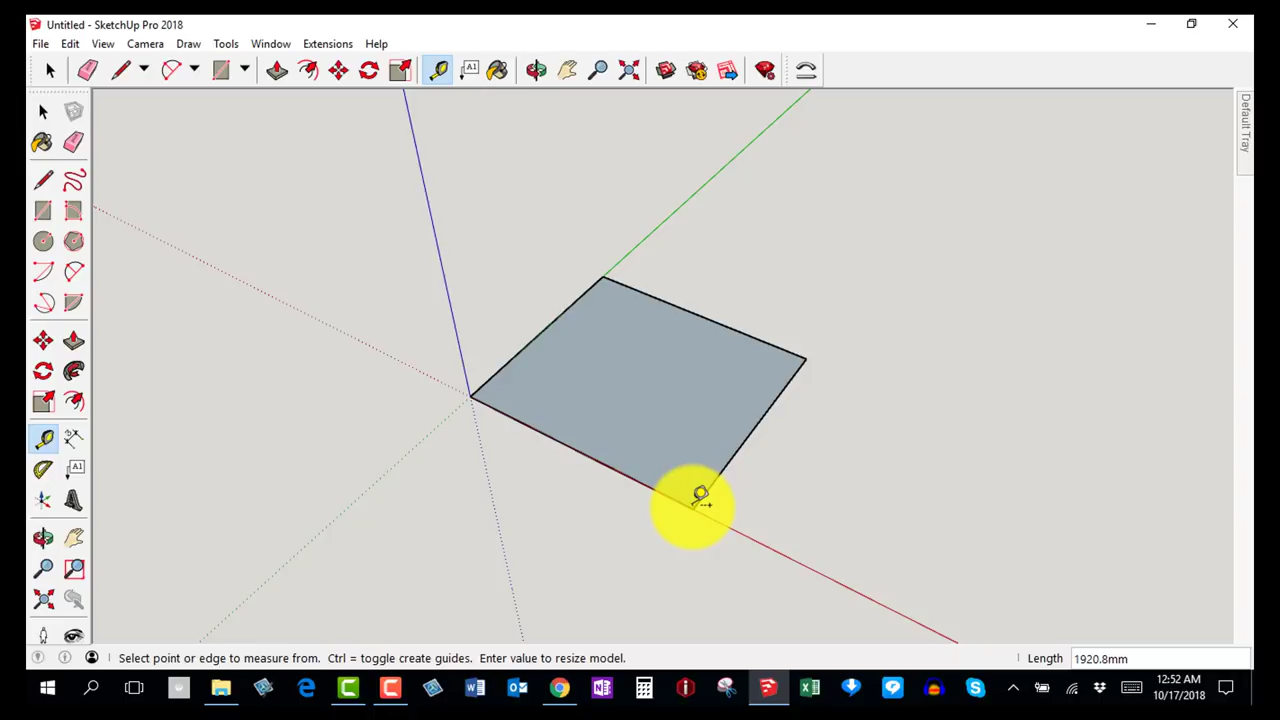 Untitled - SketchUp Pro 2018
File Edit View Camera Draw Tools Window Extensions Help
A1
Default Tray
A1
Select point or edge to measure from. Ctrl = toggle create guides. Enter value to resize model.
Length 1920.8mm
12:52 AM
10/17/2018